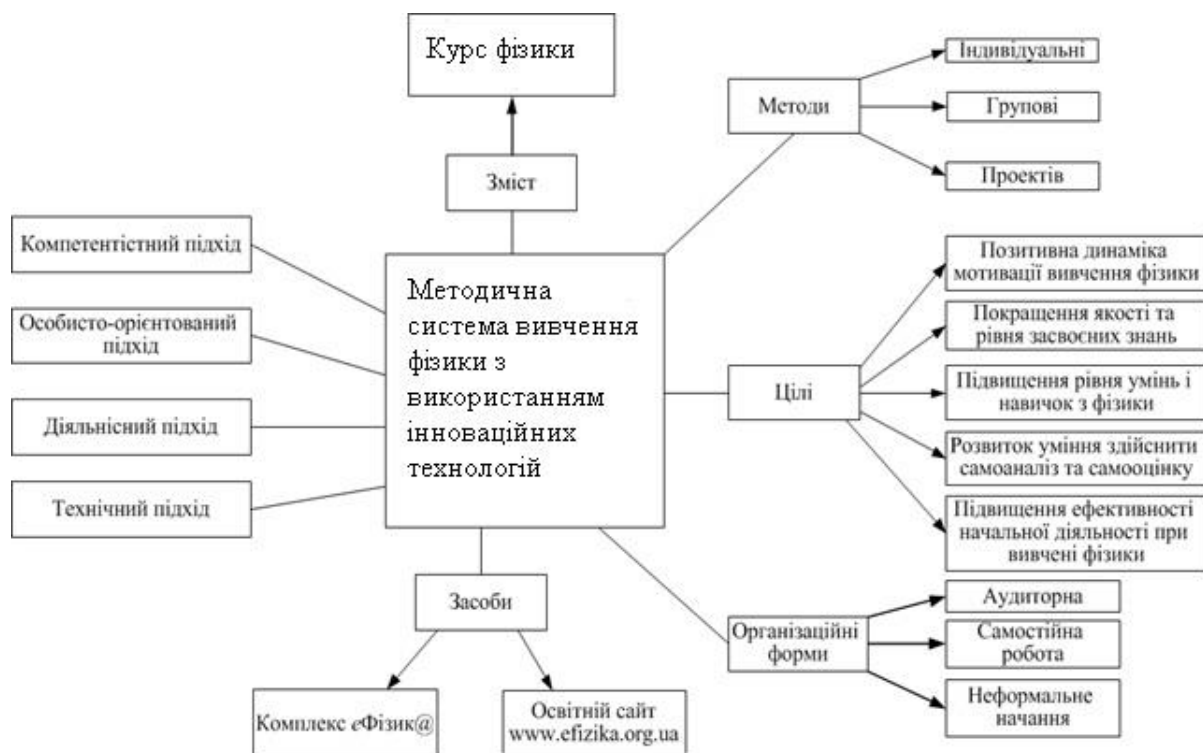 Курс фізики
Зміст
Методи
Індивідуальні
Групові
Проектів
Компетентістний підхід
Особисто-орієнтований
підхід
Діяльнісний підхід
Технічний підхід
Методична
система вивчення
фізики з
використанням
інноваційних
технологій
Цілі
Позитивна динаміка
мотивації вивчення фізики
Покращення якості та
рівня засвоєних знань
Підвищення рівня умінь і
навичок з фізики
Розвиток уміння здійснити
самоаналіз та самооцінку
Підвищення ефективності
начальної діяльності при
вивчені фізики
Засоби
Комплекс еФізик@
Освітній сайт
www.efizika.org.ua
Організаційні
форми
Аудиторна
Самостійна
робота
Неформальне
начання